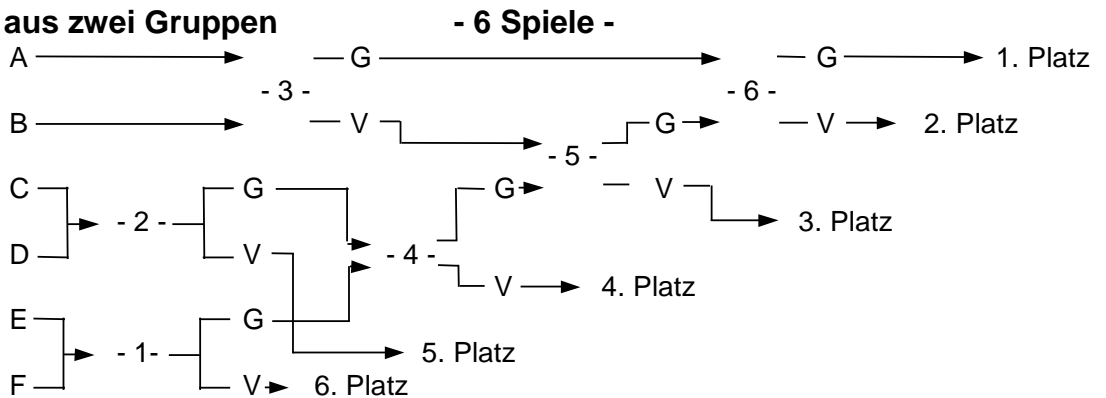 aus zwei Gruppen - 6 Spiele -
A G G 1. Platz
- 3 - - 6 -
B V G V 2. Platz
- 5 -
C G G V
- 2 - 3. Platz
D V - 4 -
V 4. Platz
E G
- 1- 5. Platz
F V 6. Platz